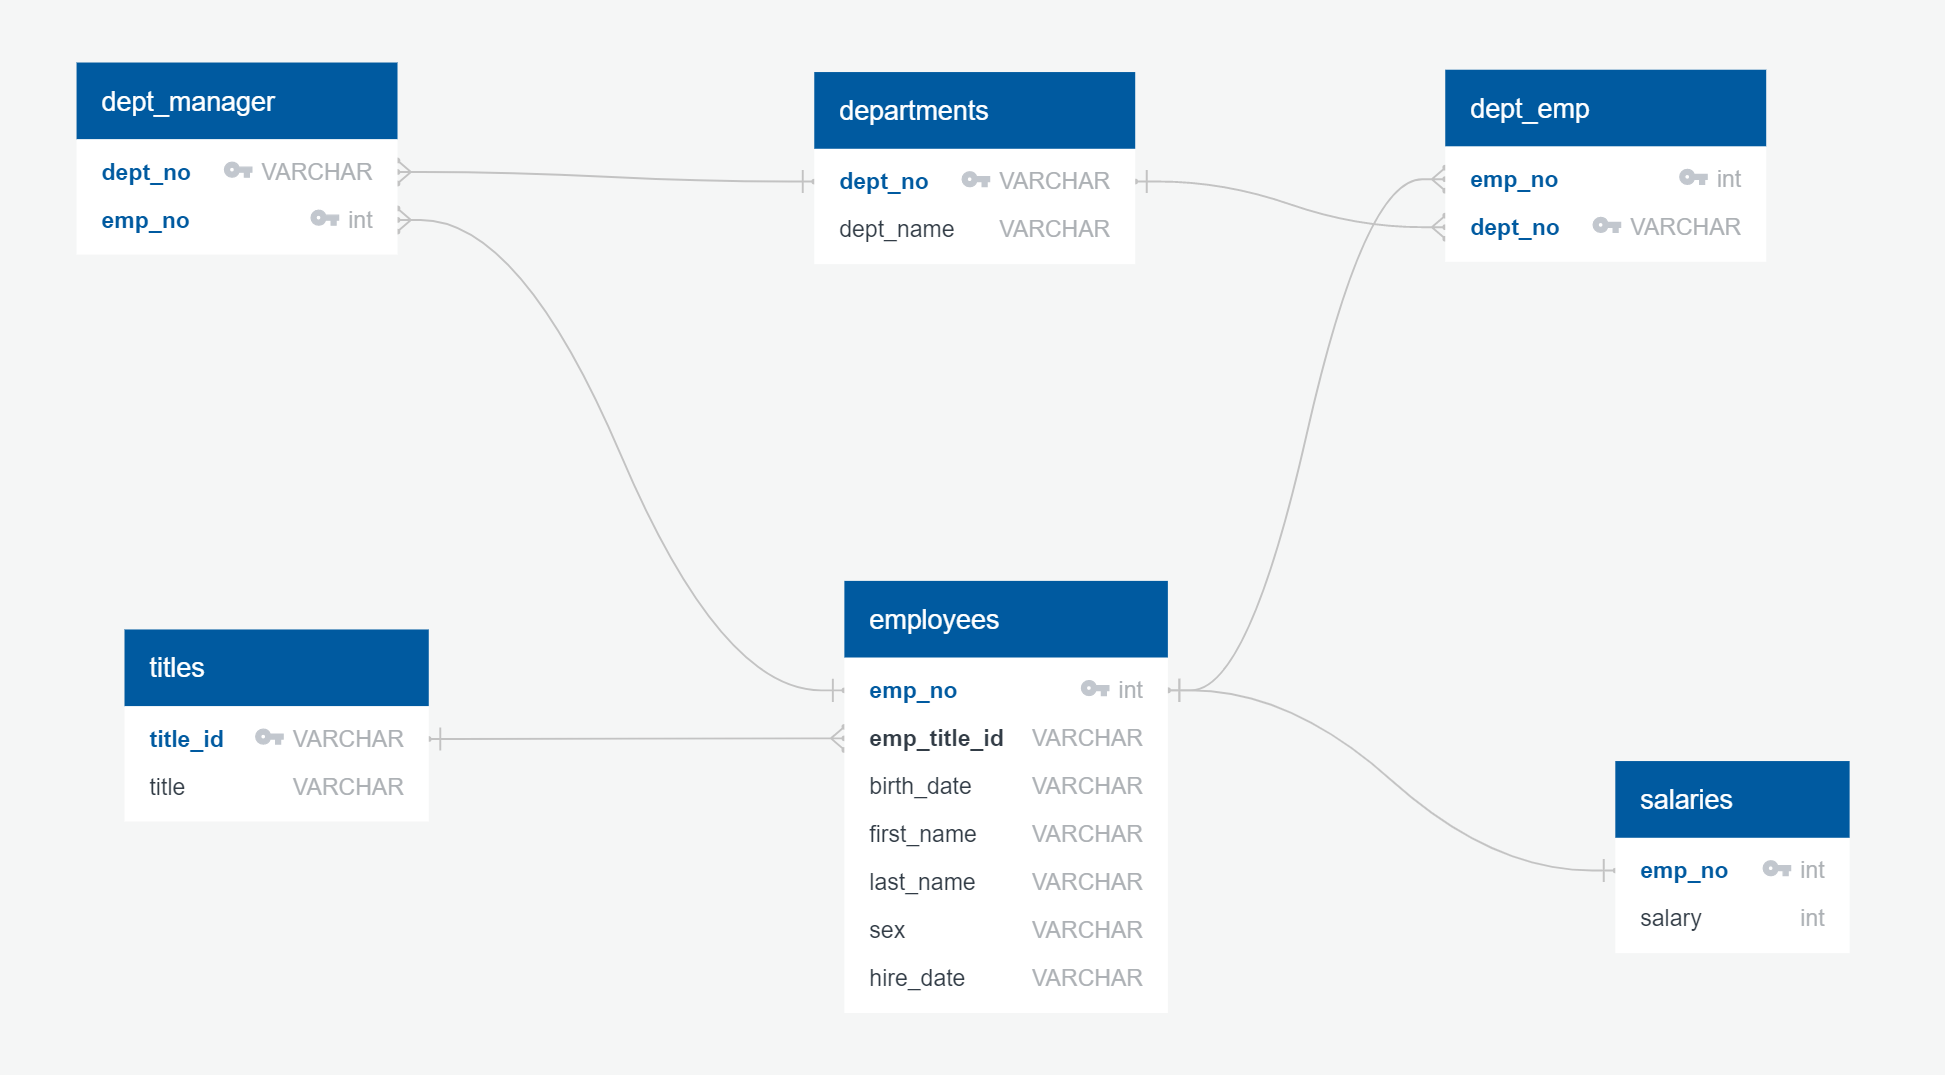 dept_manager
dept_no VARCHAR
emp_no int
departments
dept_no VARCHAR
dept_name VARCHAR
dept_emp
emp_no int
dept_no VARCHAR
titles
title_id VARCHAR
title VARCHAR
employees
emp_no int
emp_title_id VARCHAR
birth_date VARCHAR
first_name VARCHAR
last_name VARCHAR
sex VARCHAR
hire_date VARCHAR
salaries
emp_no int
salary int